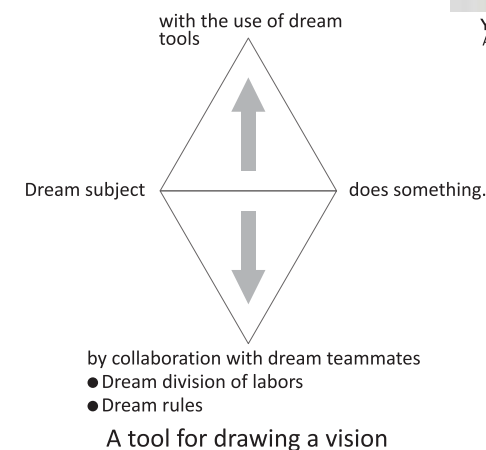 with the use of dream
tools
Dream subject
does something.
by collaboration with dream teammates
● Dream division of labors
● Dream rules
A tool for drawing a vision